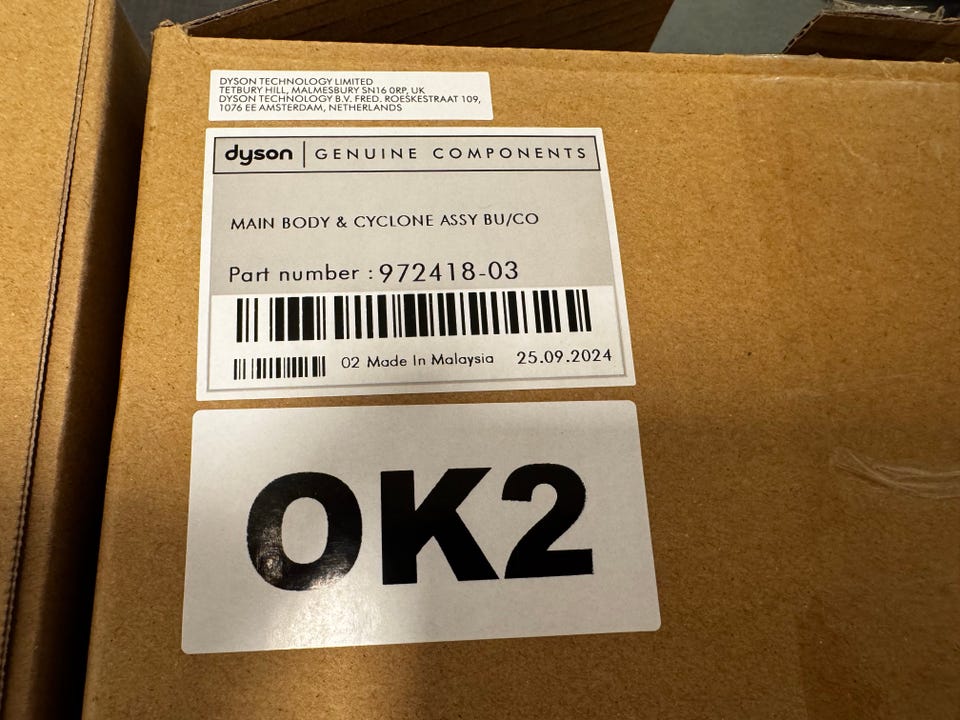 DYSON TECHNOLOGY LIMITED
TETBURY HILL, MALMESBURY SN16 0RP, UK
DYSON TECHNOLOGY B.V. FRED. ROESKESTRAAT 109,
1076 EE AMSTERDAM, NETHERLANDS
dyson | GENUINE COMPONENTS
MAIN BODY & CYCLONE ASSY BU/CO
Part number : 972418-03
02 Made In Malaysia 25.09.2024
OK2